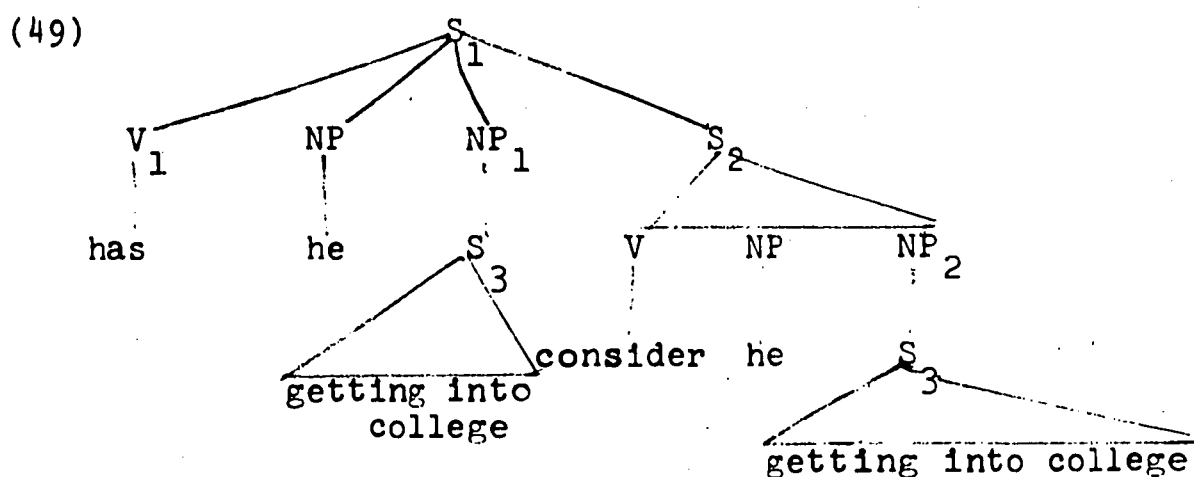 (49)
S1
V1 NP NP1 S2
has he S3 V NP NP2
consider he S3
getting into
college
getting into college